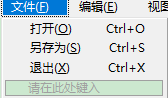 文件(F) 编辑(E)
打开(O) Ctrl+O
另存为(S) Ctrl+S
退出(X) Ctrl+X
请在此处键入